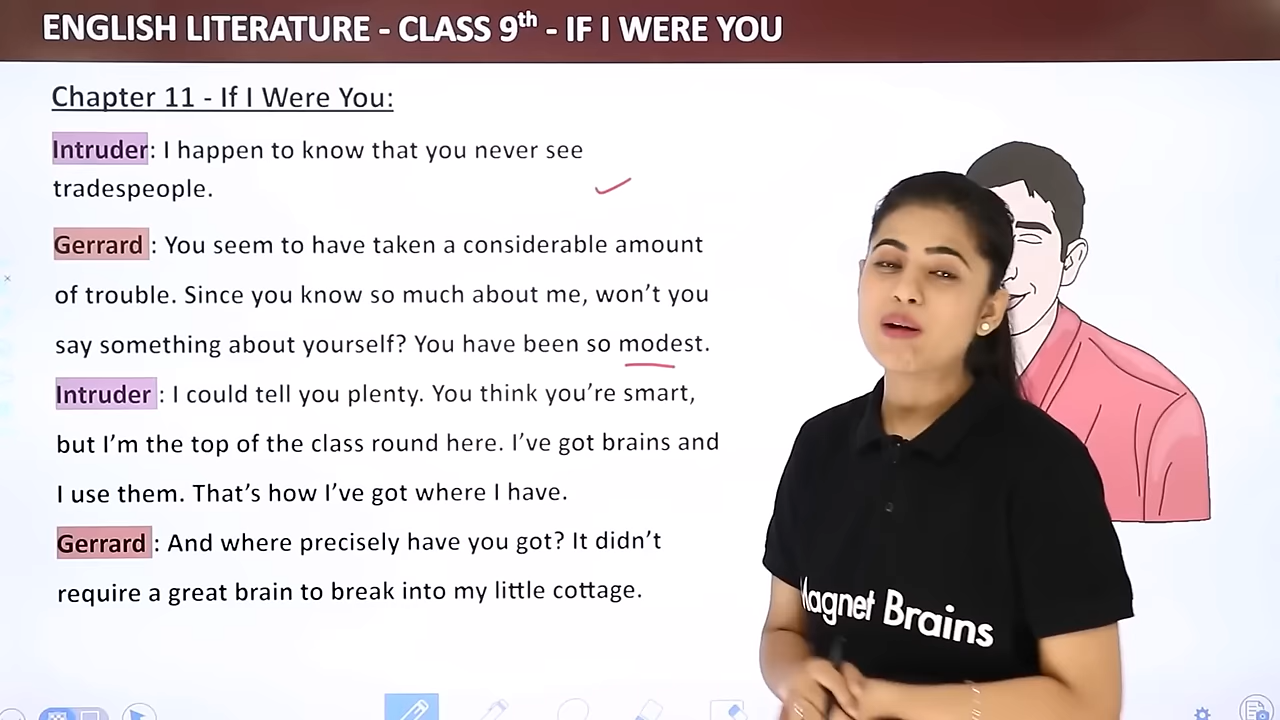 ENGLISH LITERATURE - CLASS 9th - IF I WERE YOU
Chapter 11 - If I Were You:
Intruder: I happen to know that you never see
tradespeople.
Gerrard : You seem to have taken a considerable amount
of trouble. Since you know so much about me, won't you
say something about yourself? You have been so modest.
Intruder : I could tell you plenty. You think you're smart,
but I'm the top of the class round here. I've got brains and
I use them. That's how I've got where I have.
Gerrard : And where precisely have you got? It didn't
require a great brain to break into my little cottage.
Magnet Brains